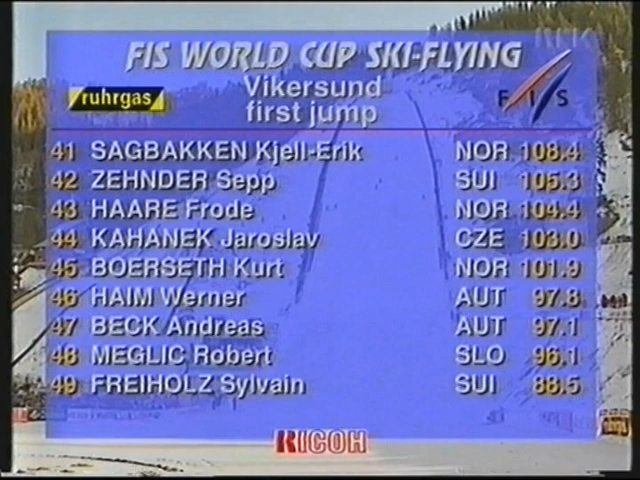 NRK
FIS WORLD CUP SKI-FLYING
ruhrgas
Vikersund
first jump
FIS
41 SAGBAKKEN Kjell-Erik NOR 108.4
42 ZEHNDER Sepp SUI 105.3
43 HAARE Frode NOR 104.4
44 KAHANEK Jaroslav CZE 103.0
45 BOERSETH Kurt NOR 101.9
46 HAIM Werner AUT 97.8
47 BECK Andreas AUT 97.1
48 MEGLIC Robert SLO 96.1
49 FREIHOLZ Sylvain SUI 88.5
RICOH